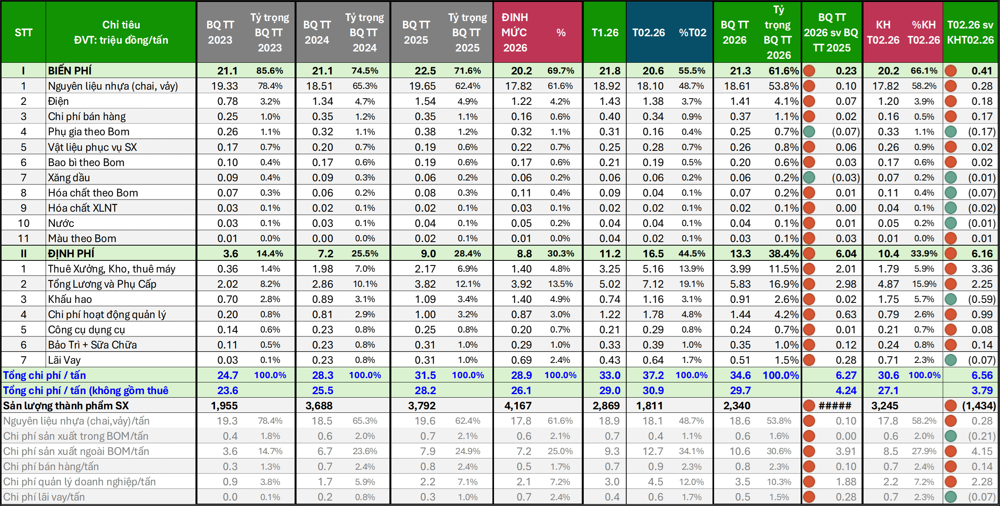 STT Chỉ tiêu ĐVT: triệu đồng/tấn BQ TT 2023 Tỷ trọng BQ TT 2023 BQ TT 2024 Tỷ trọng BQ TT 2024 BQ TT 2025 Tỷ trọng BQ TT 2025 ĐINH MỨC 2026 % T1.26 T02.26 %T02 BQ TT 2026 Tỷ trọng BQ TT 2026 BQ TT 2026 sv BQ TT 2025 KH T02.26 %KH T02.26 T02.26 sv KHT02.26
I BIẾN PHÍ 21.1 85.6% 21.1 74.5% 22.5 71.6% 20.2 69.7% 21.8 20.6 55.5% 21.3 61.6% 0.23 20.2 66.1% 0.41
1 Nguyên liệu nhựa (chai, vảy) 19.33 78.4% 18.51 65.3% 19.65 62.4% 17.82 61.6% 18.92 18.10 48.7% 18.61 53.8% 0.10 17.82 58.2% 0.28
2 Điện 0.78 3.2% 1.34 4.7% 1.54 4.9% 1.22 4.2% 1.43 1.38 3.7% 1.41 4.1% 0.07 1.20 3.9% 0.18
3 Chi phí bán hàng 0.25 1.0% 0.35 1.2% 0.35 1.1% 0.16 0.6% 0.40 0.34 0.9% 0.37 1.1% 0.02 0.16 0.5% 0.17
4 Phụ gia theo Bom 0.26 1.1% 0.32 1.1% 0.38 1.2% 0.32 1.1% 0.31 0.16 0.4% 0.25 0.7% (0.07) 0.33 1.1% (0.17)
5 Vật liệu phục vụ SX 0.17 0.7% 0.20 0.7% 0.19 0.6% 0.22 0.7% 0.25 0.28 0.7% 0.26 0.8% 0.06 0.26 0.9% 0.02
6 Bao bì theo Bom 0.10 0.4% 0.17 0.6% 0.19 0.6% 0.17 0.6% 0.21 0.19 0.5% 0.20 0.6% 0.03 0.17 0.6% 0.02
7 Xăng dầu 0.09 0.4% 0.09 0.3% 0.06 0.2% 0.06 0.2% 0.06 0.06 0.2% 0.06 0.2% (0.03) 0.07 0.2% (0.01)
8 Hóa chất theo Bom 0.07 0.3% 0.06 0.2% 0.08 0.3% 0.11 0.4% 0.09 0.04 0.1% 0.07 0.2% 0.01 0.11 0.4% (0.07)
9 Hóa chất XLNT 0.03 0.1% 0.02 0.1% 0.02 0.1% 0.03 0.1% 0.02 0.02 0.1% 0.02 0.1% 0.00 0.04 0.1% (0.02)
10 Nước 0.03 0.1% 0.03 0.1% 0.04 0.1% 0.05 0.2% 0.04 0.04 0.1% 0.04 0.1% 0.01 0.05 0.2% (0.01)
11 Màu theo Bom 0.01 0.0% 0.00 0.0% 0.02 0.1% 0.01 0.0% 0.04 0.02 0.1% 0.03 0.1% 0.03 0.01 0.0% 0.01
II ĐỊNH PHÍ 3.6 14.4% 7.2 25.5% 9.0 28.4% 8.8 30.3% 11.2 16.5 44.5% 13.3 38.4% 6.04 10.4 33.9% 6.16
1 Thuê Xưởng, Kho, thuê máy 0.36 1.4% 1.98 7.0% 2.17 6.9% 1.40 4.8% 3.25 5.16 13.9% 3.99 11.5% 2.01 1.79 5.9% 3.36
2 Tổng Lương và Phụ Cấp 2.02 8.2% 2.86 10.1% 3.82 12.1% 3.92 13.5% 5.02 7.12 19.1% 5.83 16.9% 2.98 4.87 15.9% 2.25
3 Khấu hao 0.70 2.8% 0.89 3.1% 1.09 3.4% 1.40 4.9% 0.74 1.16 3.1% 0.91 2.6% 0.02 1.75 5.7% (0.59)
4 Chi phí hoạt động quản lý 0.20 0.8% 0.81 2.9% 1.00 3.2% 0.87 3.0% 1.22 1.78 4.8% 1.44 4.2% 0.63 0.79 2.6% 0.99
5 Công cụ dụng cụ 0.14 0.6% 0.23 0.8% 0.25 0.8% 0.20 0.7% 0.21 0.29 0.8% 0.24 0.7% 0.01 0.21 0.7% 0.08
6 Bảo Trì + Sữa Chữa 0.11 0.5% 0.23 0.8% 0.31 1.0% 0.29 1.0% 0.33 0.39 1.0% 0.35 1.0% 0.12 0.24 0.8% 0.14
7 Lãi Vay 0.03 0.1% 0.23 0.8% 0.31 1.0% 0.69 2.4% 0.43 0.64 1.7% 0.51 1.5% 0.28 0.71 2.3% (0.07)
Tổng chi phí / tấn 24.7 100.0% 28.3 100.0% 31.5 100.0% 28.9 100.0% 33.0 37.2 100.0% 34.6 100.0% 6.27 30.6 100.0% 6.56
Tổng chi phí / tấn (không gồm thuê 23.6 25.5 28.2 26.1 29.0 30.9 29.7 4.24 27.1 3.79
Sản lượng thành phẩm SX 1,955 3,688 3,792 4,167 2,869 1,811 2,340 ##### 3,245 (1,434)
Nguyên liệu nhựa (chai,vảy)/tấn 19.3 78.4% 18.5 65.3% 19.6 62.4% 17.8 61.6% 18.9 18.1 48.7% 18.6 53.8% 0.10 17.8 58.2% 0.28
Chi phí sản xuất trong BOM/tấn 0.4 1.8% 0.6 2.0% 0.7 2.1% 0.6 2.1% 0.7 0.4 1.1% 0.6 1.6% 0.00 0.6 2.0% (0.21)
Chi phí sản xuất ngoài BOM/tấn 3.6 14.7% 6.7 23.6% 7.9 24.9% 7.2 25.0% 9.3 12.7 34.1% 10.6 30.6% 3.91 8.5 27.9% 4.15
Chi phí bán hàng/tấn 0.3 1.3% 0.7 2.4% 0.8 2.4% 0.5 1.7% 0.7 0.9 2.3% 0.8 2.3% 0.10 0.7 2.4% 0.14
Chi phí quản lý doanh nghiệp/tấn 0.9 3.8% 1.7 5.9% 2.2 7.1% 2.1 7.2% 3.0 4.5 12.0% 3.5 10.3% 1.88 2.2 7.2% 2.28
Chi phí lãi vay/tấn 0.0 0.1% 0.2 0.8% 0.3 1.0% 0.7 2.4% 0.4 0.6 1.7% 0.5 1.5% 0.28 0.7 2.3% (0.07)